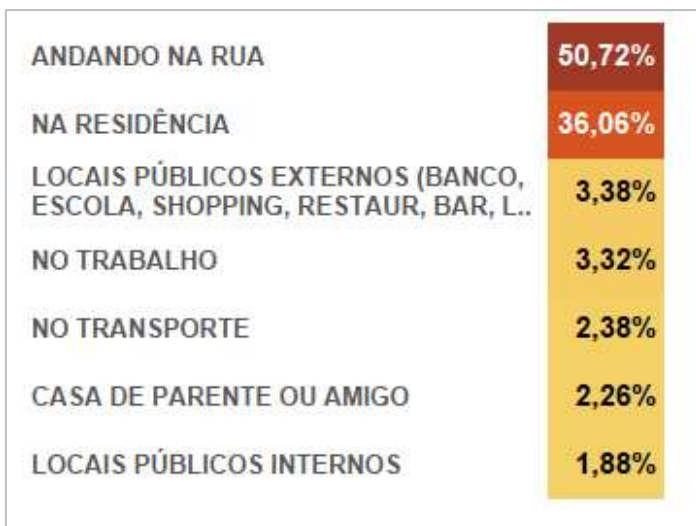 ANDANDO NA RUA 50,72%
NA RESIDÊNCIA 36,06%
LOCAIS PÚBLICOS EXTERNOS (BANCO,
ESCOLA, SHOPPING, RESTAUR, BAR, L.. 3,38%
NO TRABALHO 3,32%
NO TRANSPORTE 2,38%
CASA DE PARENTE OU AMIGO 2,26%
LOCAIS PÚBLICOS INTERNOS 1,88%